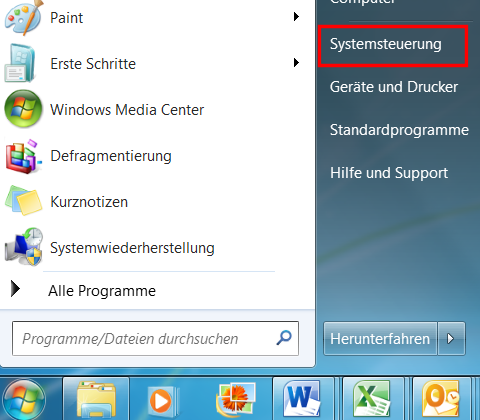 Paint
Erste Schritte
Windows Media Center
Defragmentierung
Kurznotizen
Systemwiederherstellung
Alle Programme
Programme/Dateien durchsuchen
Computer
Systemsteuerung
Geräte und Drucker
Standardprogramme
Hilfe und Support
Herunterfahren